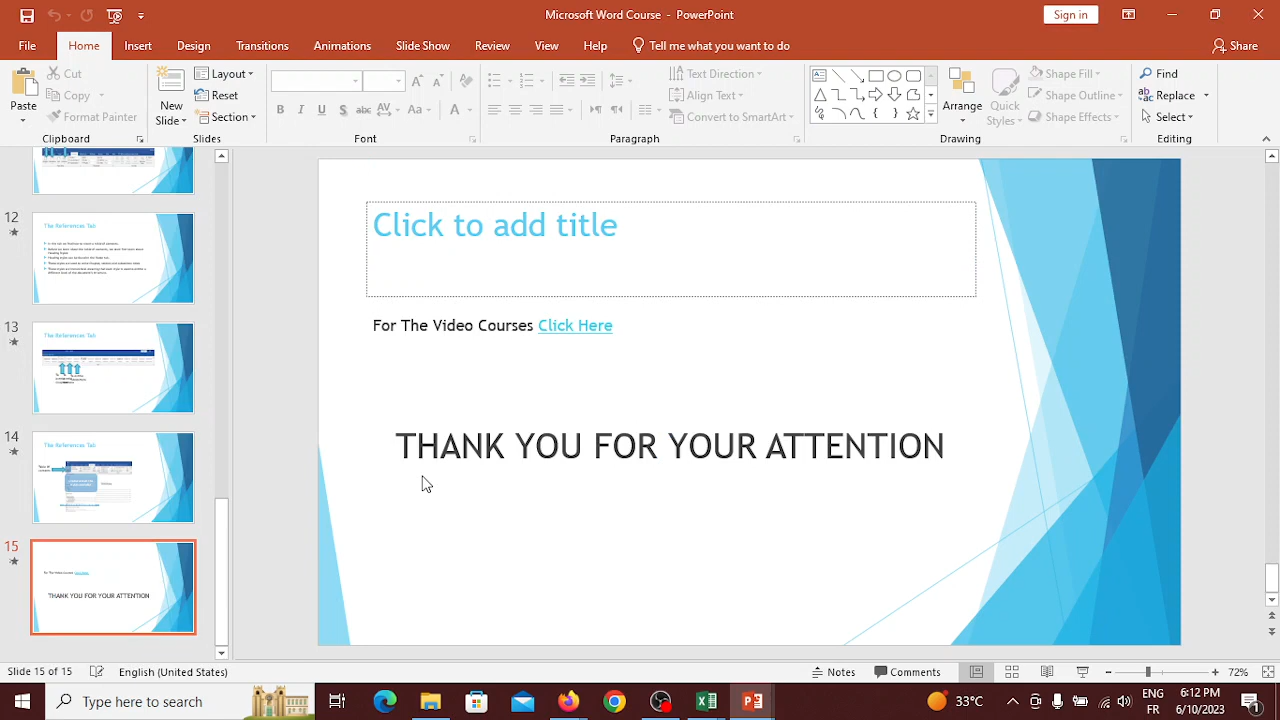 Microsoft Word Courses - PowerPoint
Sign in
File
Home
Insert
Design
Transitions
Animations
Slide Show
Review
View
Help
Tell me what you want to do
Share
Paste
Cut
Copy
Format Painter
Clipboard
New Slide
Layout
Reset
Section
Slides
B I U S abc AV Aa A
Font
Text Direction
Align Text
Convert to SmartArt
Paragraph
Arrange
Quick Styles
Shape Fill
Shape Outline
Shape Effects
Drawing
Find
Replace
Select
Editing
12
The References Tab
13
The References Tab
14
The References Tab
15
THANK YOU FOR YOUR ATTENTION
Click to add title
For The Video Courses Click Here
THANK YOU FOR YOUR ATTENTION
Slide 15 of 15
English (United States)
Notes
Comments
72%
Type here to search
33°C
ENG
FR
6:12 PM
6/10/2023